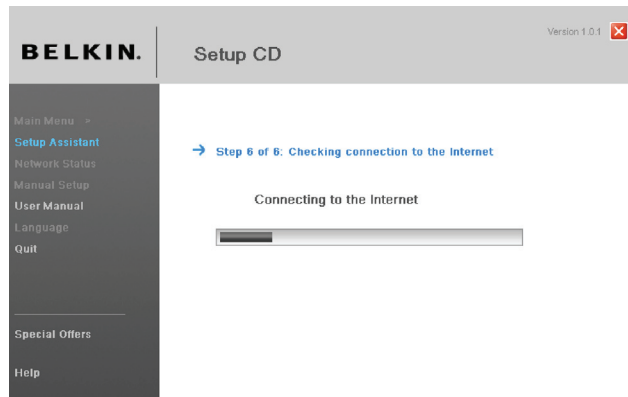 BELKIN.
Setup CD
Version 1.0.1
Main Menu >
Setup Assistant
Network Status
Manual Setup
User Manual
Language
Quit
Special Offers
Help
Step 6 of 6: Checking connection to the Internet
Connecting to the Internet